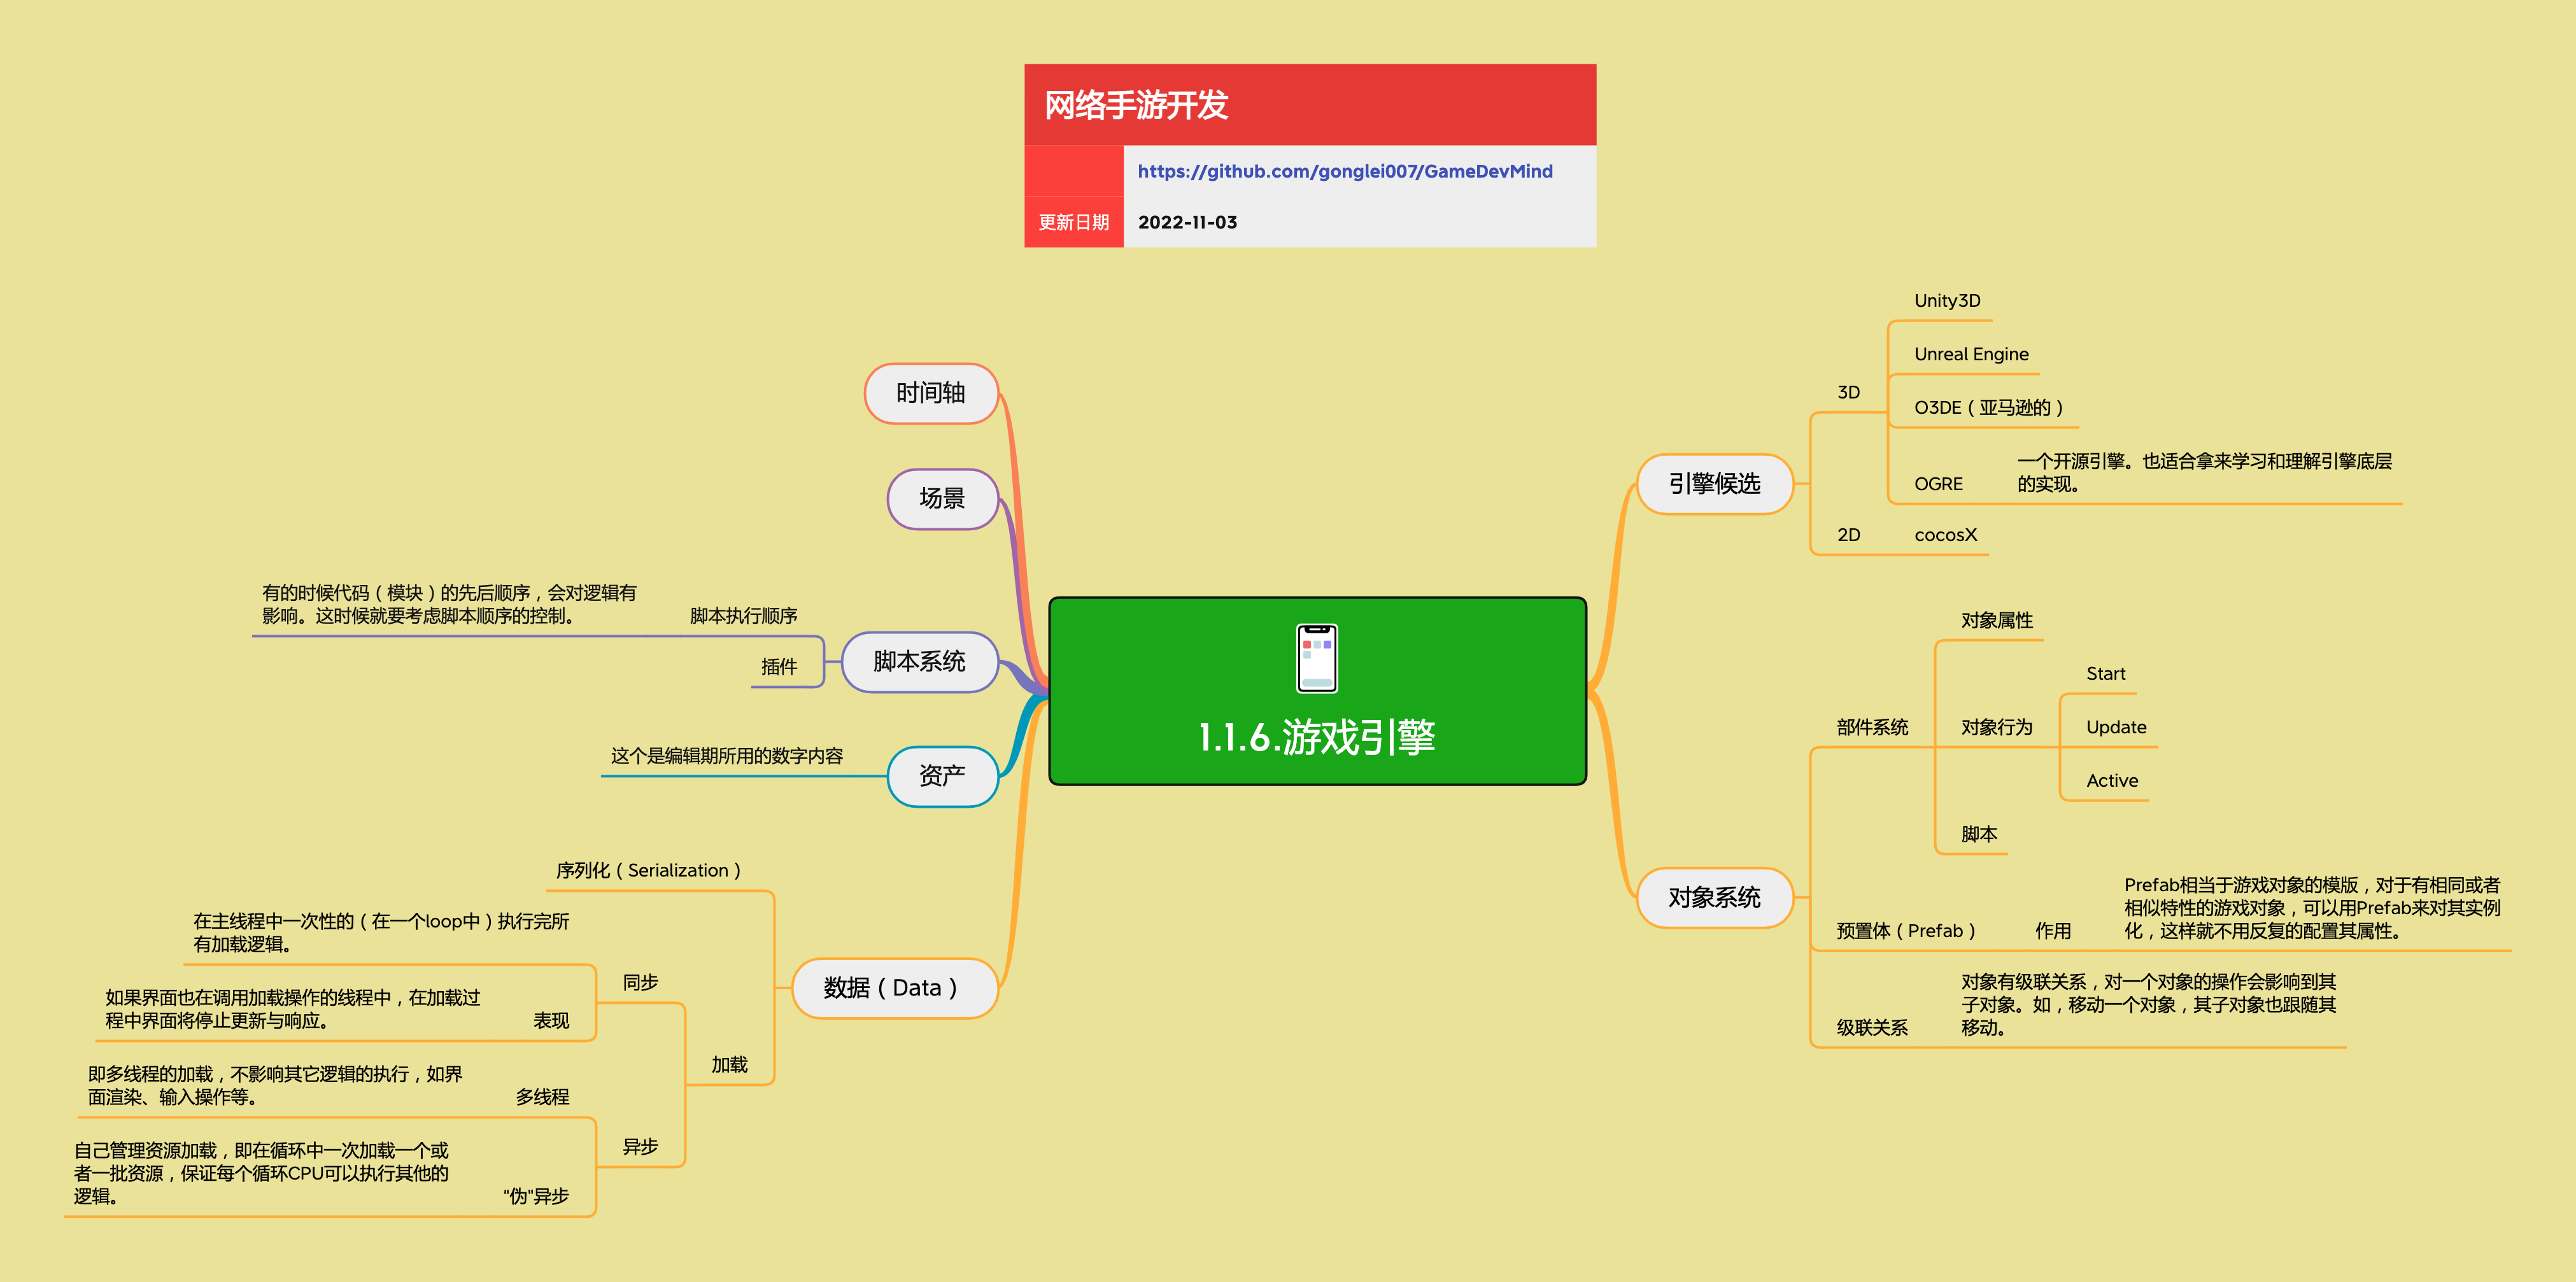 网络手游开发
https://github.com/gonglei007/GameDevMind
更新日期
2022-11-03
1.1.6.游戏引擎
引擎候选
3D
Unity3D
Unreal Engine
O3DE（亚马逊的）
OGRE
一个开源引擎。也适合拿来学习和理解引擎底层
的实现。
2D
cocosX
对象系统
部件系统
对象属性
对象行为
Start
Update
Active
脚本
预置体（Prefab）
作用
Prefab相当于游戏对象的模版，对于有相同或者
相似特性的游戏对象，可以用Prefab来对其实例
化，这样就不用反复的配置其属性。
级联关系
对象有级联关系，对一个对象的操作会影响到其
子对象。如，移动一个对象，其子对象也跟随其
移动。
时间轴
场景
脚本系统
脚本执行顺序
有的时候代码（模块）的先后顺序，会对逻辑有
影响。这时候就要考虑脚本顺序的控制。
插件
资产
这个是编辑期所用的数字内容
数据（Data）
序列化（Serialization）
加载
同步
在主线程中一次性的（在一个loop中）执行完所
有加载逻辑。
表现
如果界面也在调用加载操作的线程中，在加载过
程中界面将停止更新与响应。
异步
多线程
即多线程的加载，不影响其它逻辑的执行，如界
面渲染、输入操作等。
"伪"异步
自己管理资源加载，即在循环中一次加载一个或
者一批资源，保证每个循环CPU可以执行其他的
逻辑。